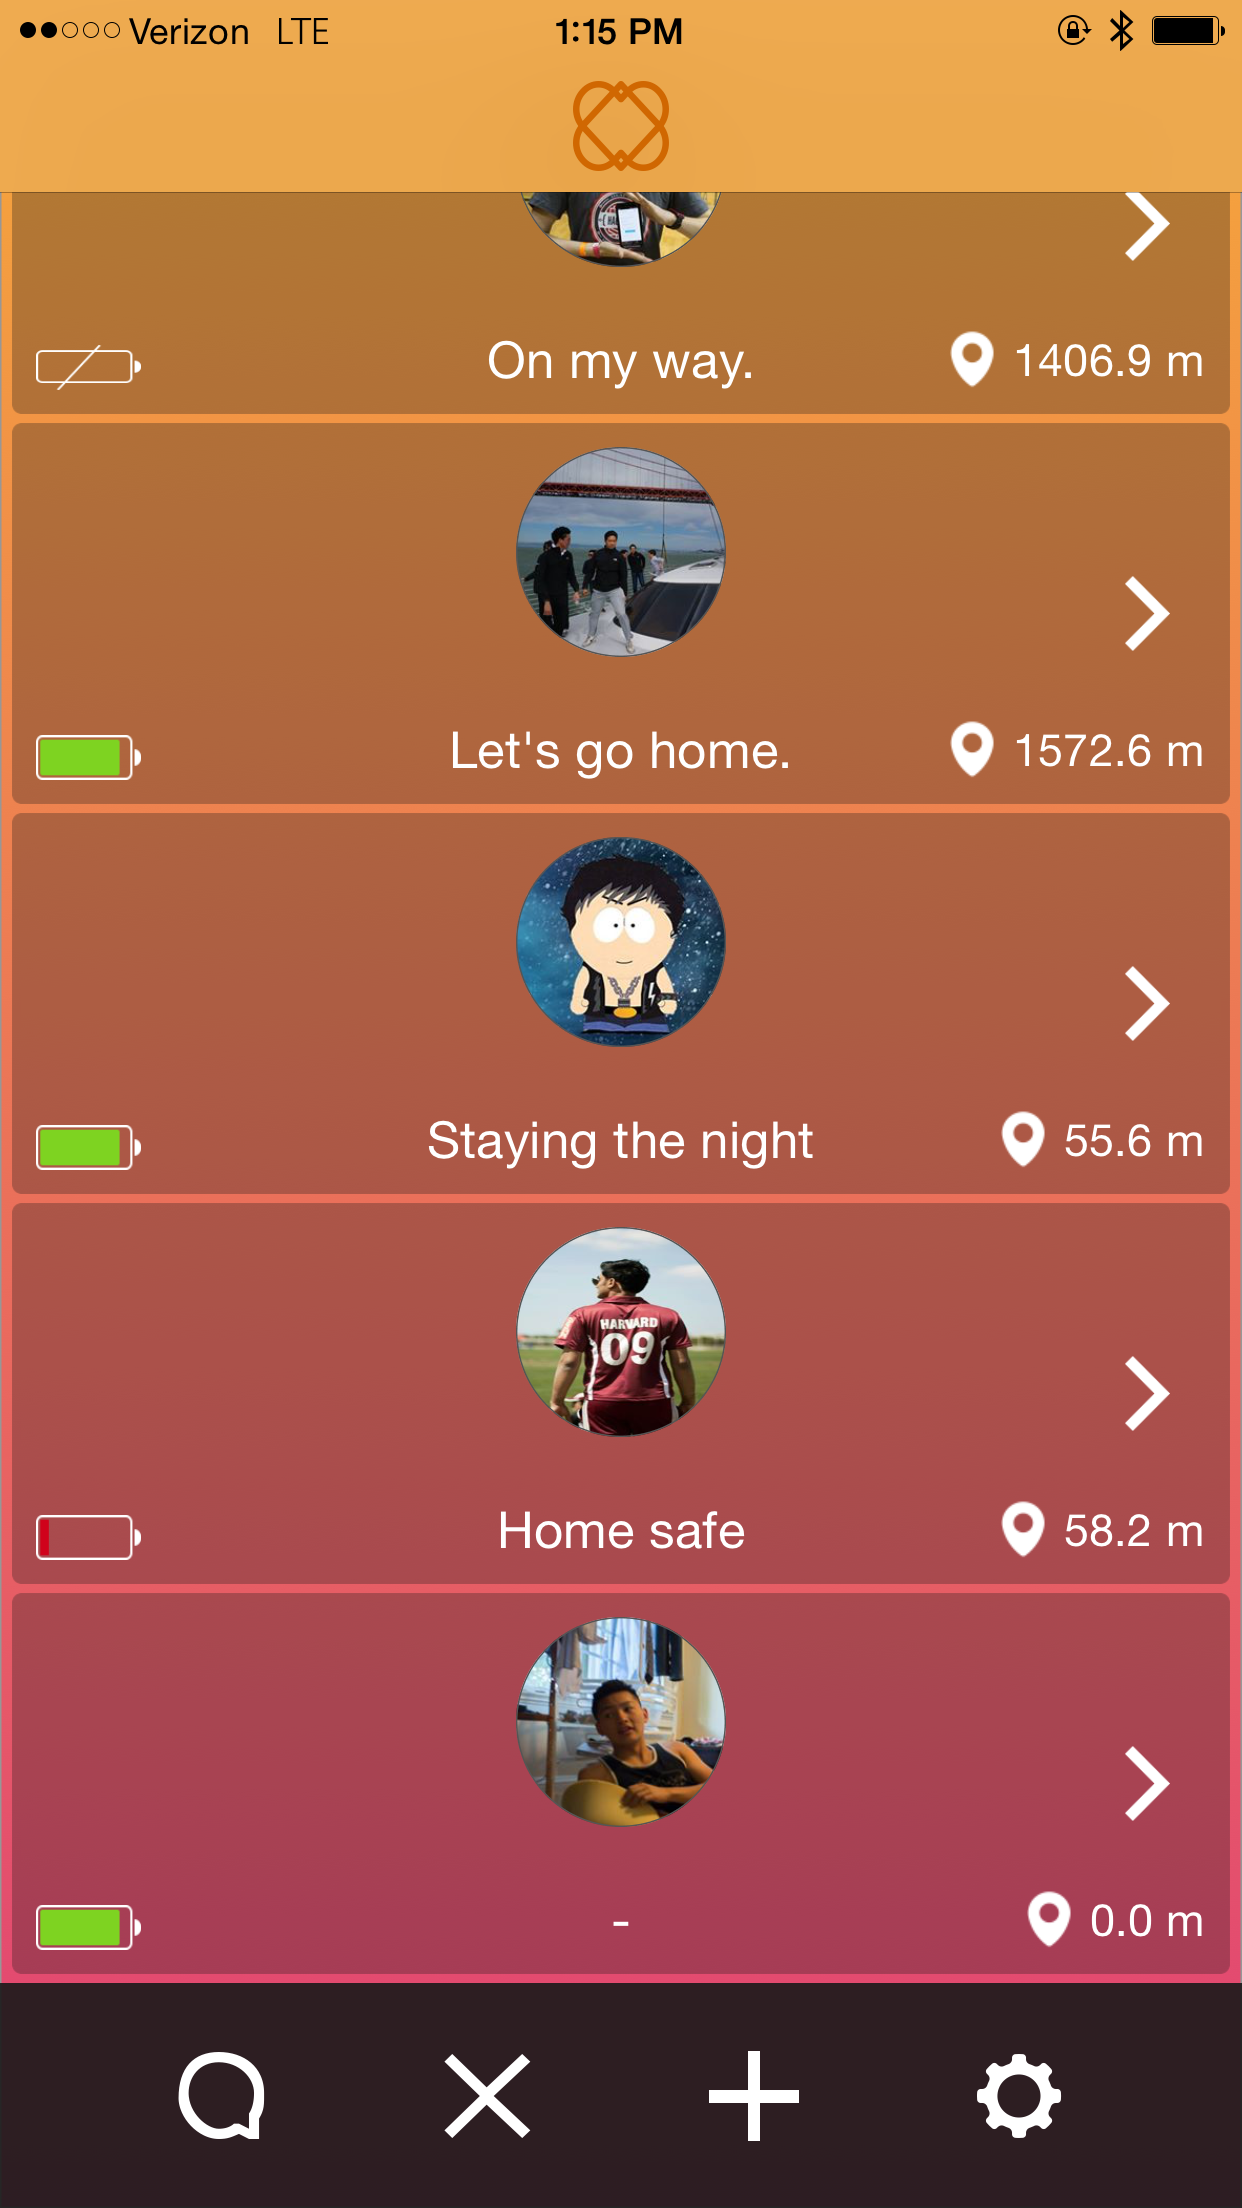 Verizon LTE 1:15 PM
On my way. 1406.9 m
Let's go home. 1572.6 m
Staying the night 55.6 m
HARVARD
09
Home safe 58.2 m
- 0.0 m